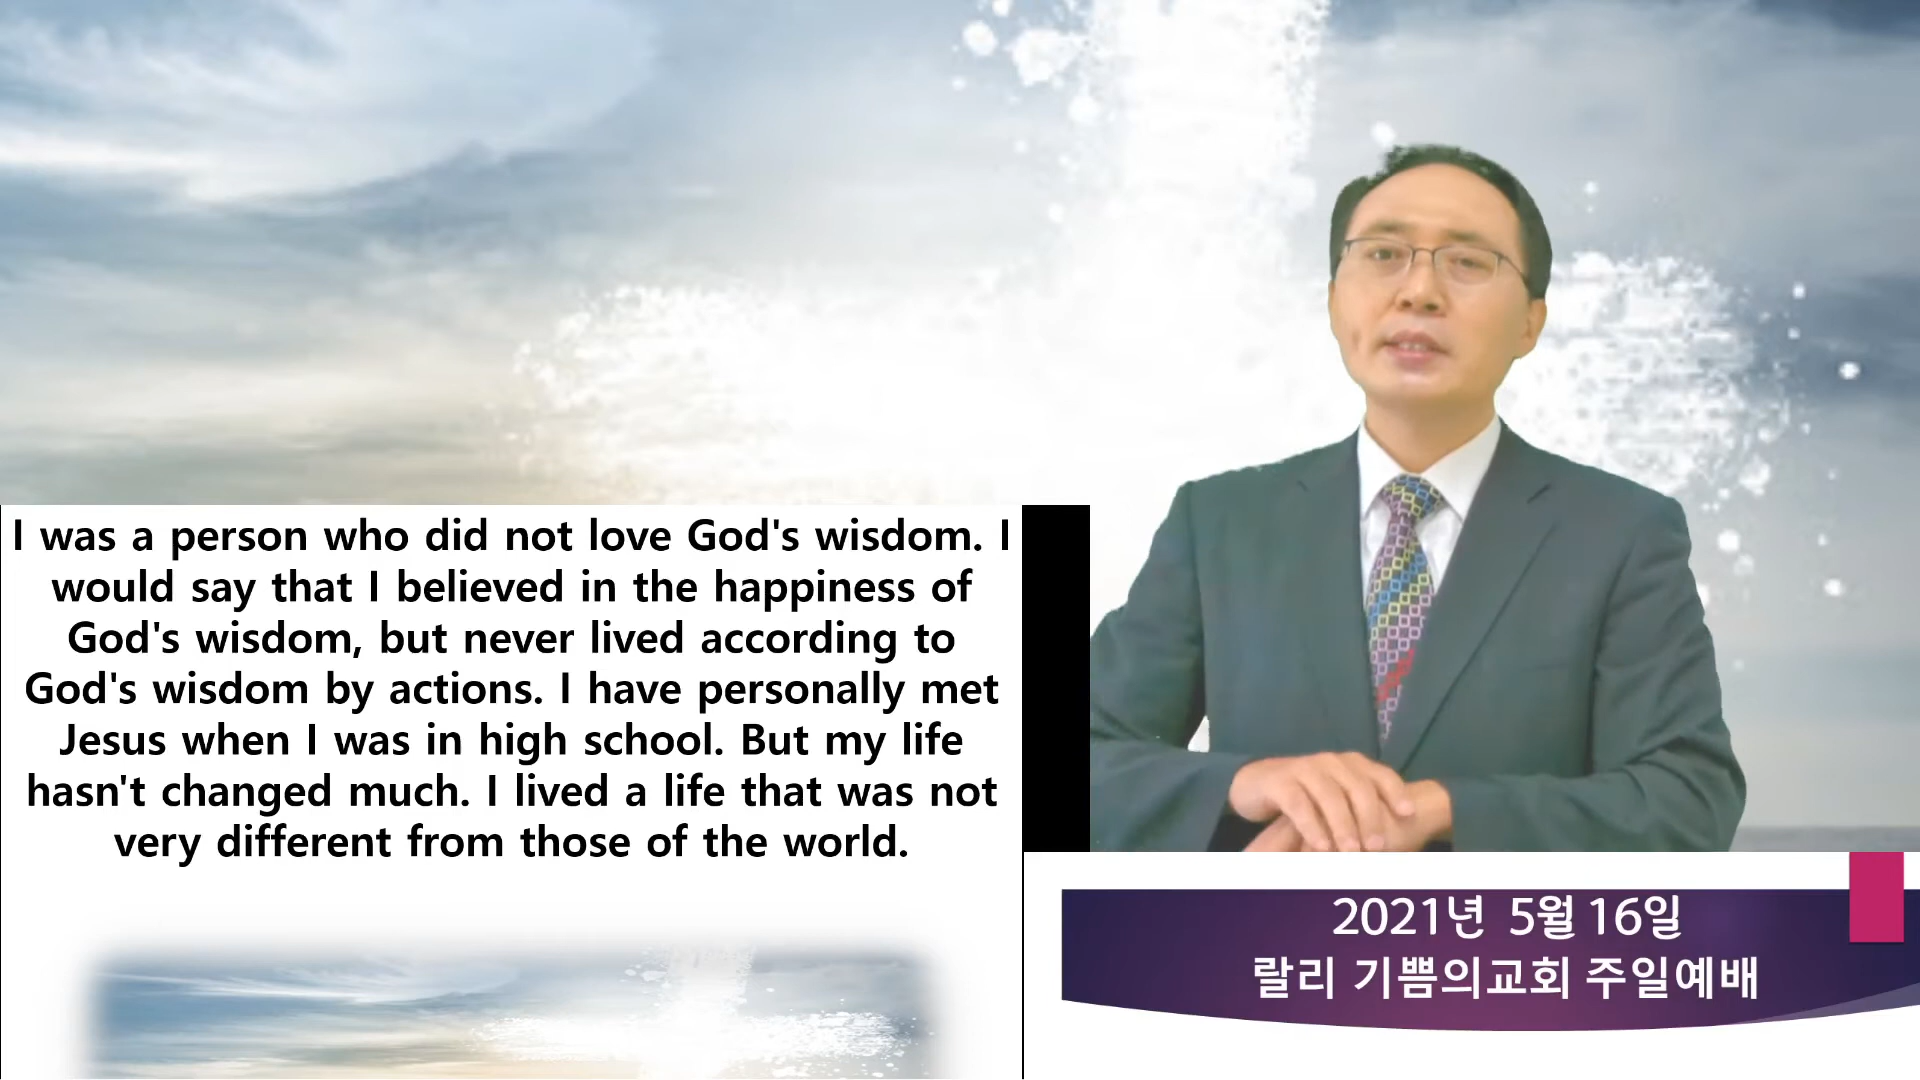 I was a person who did not love God's wisdom. I
would say that I believed in the happiness of
God's wisdom, but never lived according to
God's wisdom by actions. I have personally met
Jesus when I was in high school. But my life
hasn't changed much. I lived a life that was not
very different from those of the world.
2021년 5월 16일
랄리 기쁨의교회 주일예배